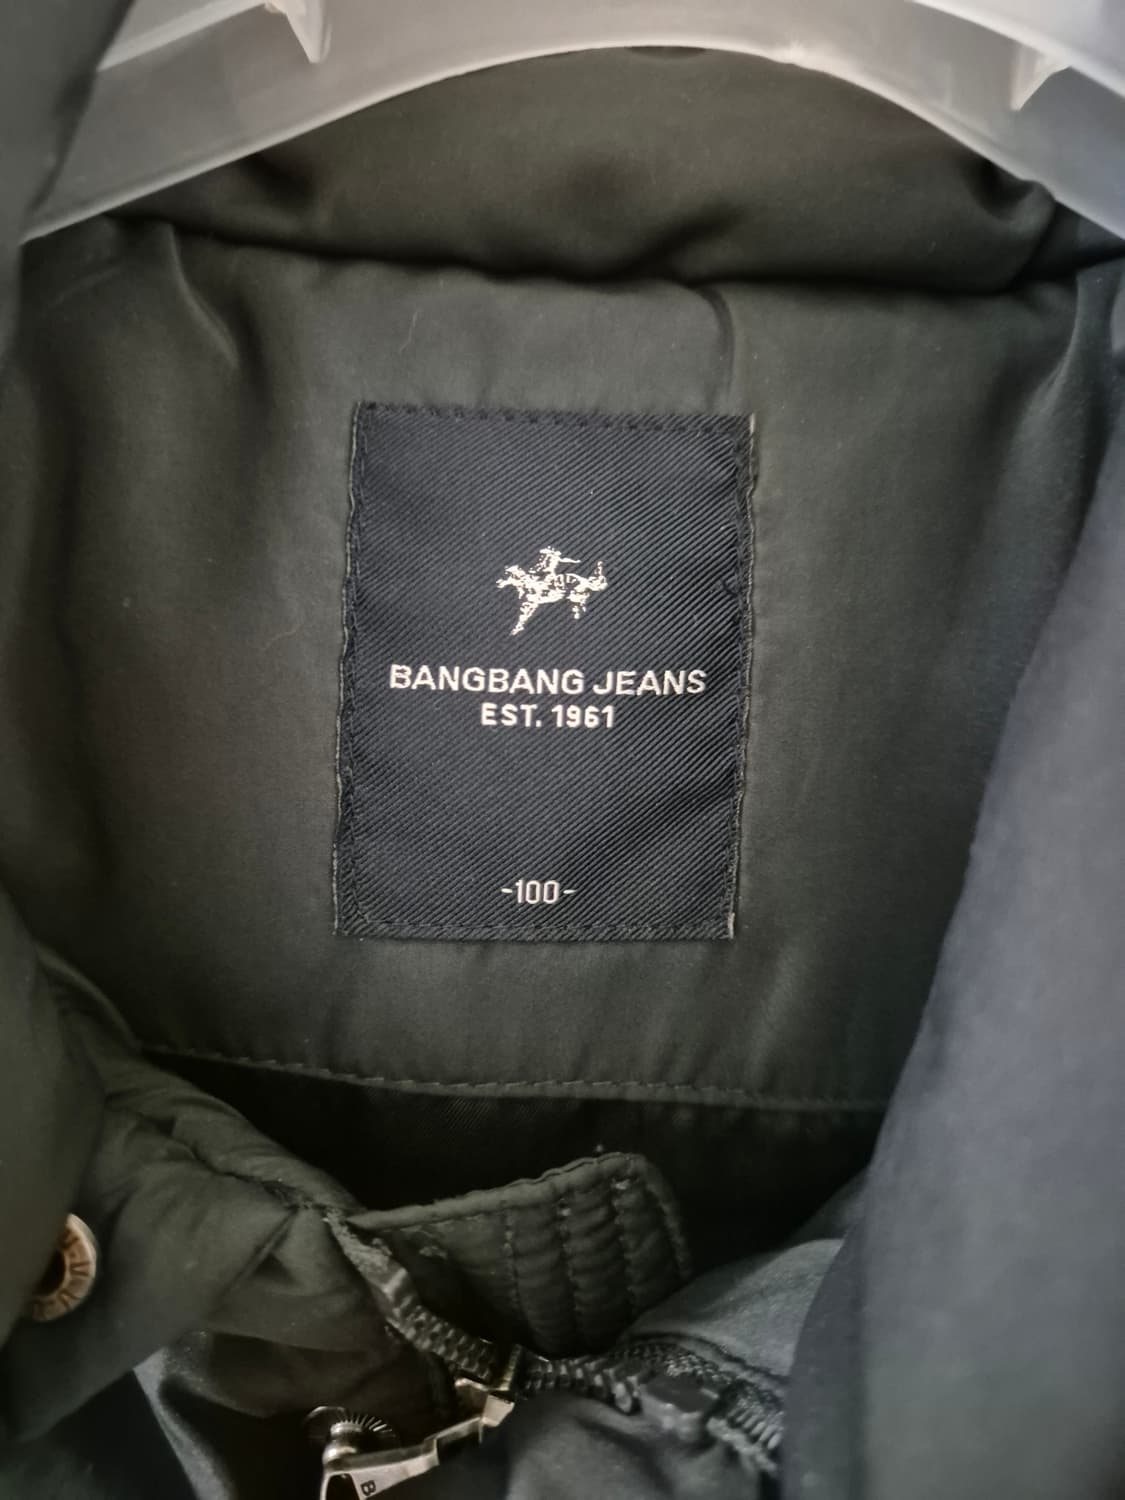 BANGBANG JEANS
EST. 1961
-100-
B